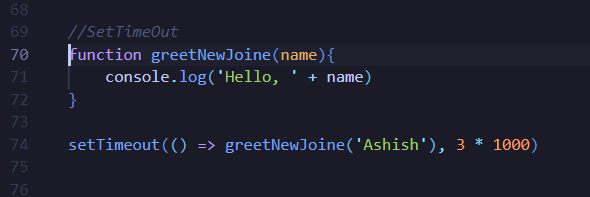 68
69 //SetTimeOut
70 function greetNewJoine(name){
71     console.log('Hello, ' + name)
72 }
73
74 setTimeout(() => greetNewJoine('Ashish'), 3 * 1000)
75
76